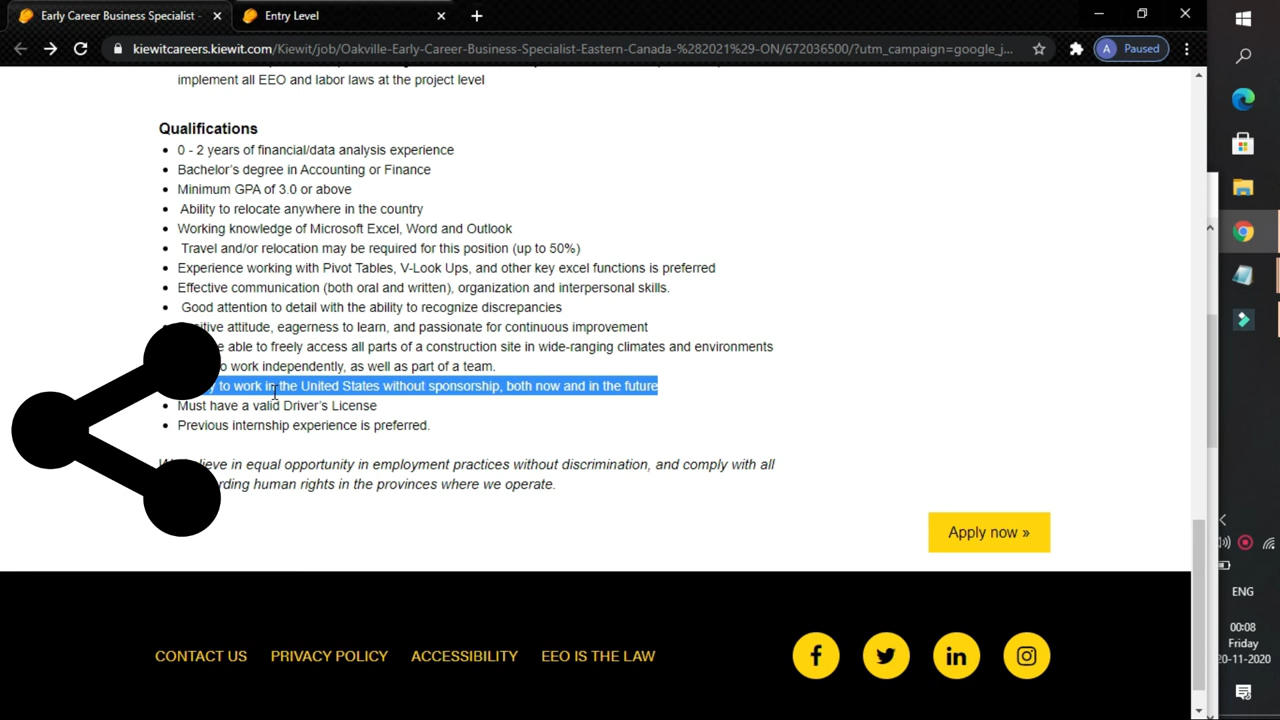 Early Career Business Specialist -
Entry Level
kiewitcareers.kiewit.com/Kiewit/job/Oakville-Early-Career-Business-Specialist-Eastern-Canada-%282021%29-ON/672036500/?utm_campaign=google_j...
A Paused
implement all EEO and labor laws at the project level
Qualifications
0 - 2 years of financial/data analysis experience
Bachelor's degree in Accounting or Finance
Minimum GPA of 3.0 or above
Ability to relocate anywhere in the country
Working knowledge of Microsoft Excel, Word and Outlook
Travel and/or relocation may be required for this position (up to 50%)
Experience working with Pivot Tables, V-Look Ups, and other key excel functions is preferred
Effective communication (both oral and written), organization and interpersonal skills.
Good attention to detail with the ability to recognize discrepancies
attitude, eagerness to learn, and passionate for continuous improvement
able to freely access all parts of a construction site in wide-ranging climates and environments
to work independently, as well as part of a team.
to work in the United States without sponsorship, both now and in the future
Must have a valid Driver's License
Previous internship experience is preferred.
in equal opportunity in employment practices without discrimination, and comply with all
human rights in the provinces where we operate.
Apply now »
CONTACT US PRIVACY POLICY ACCESSIBILITY EEO IS THE LAW
ENG
00:08
Friday
20-11-2020